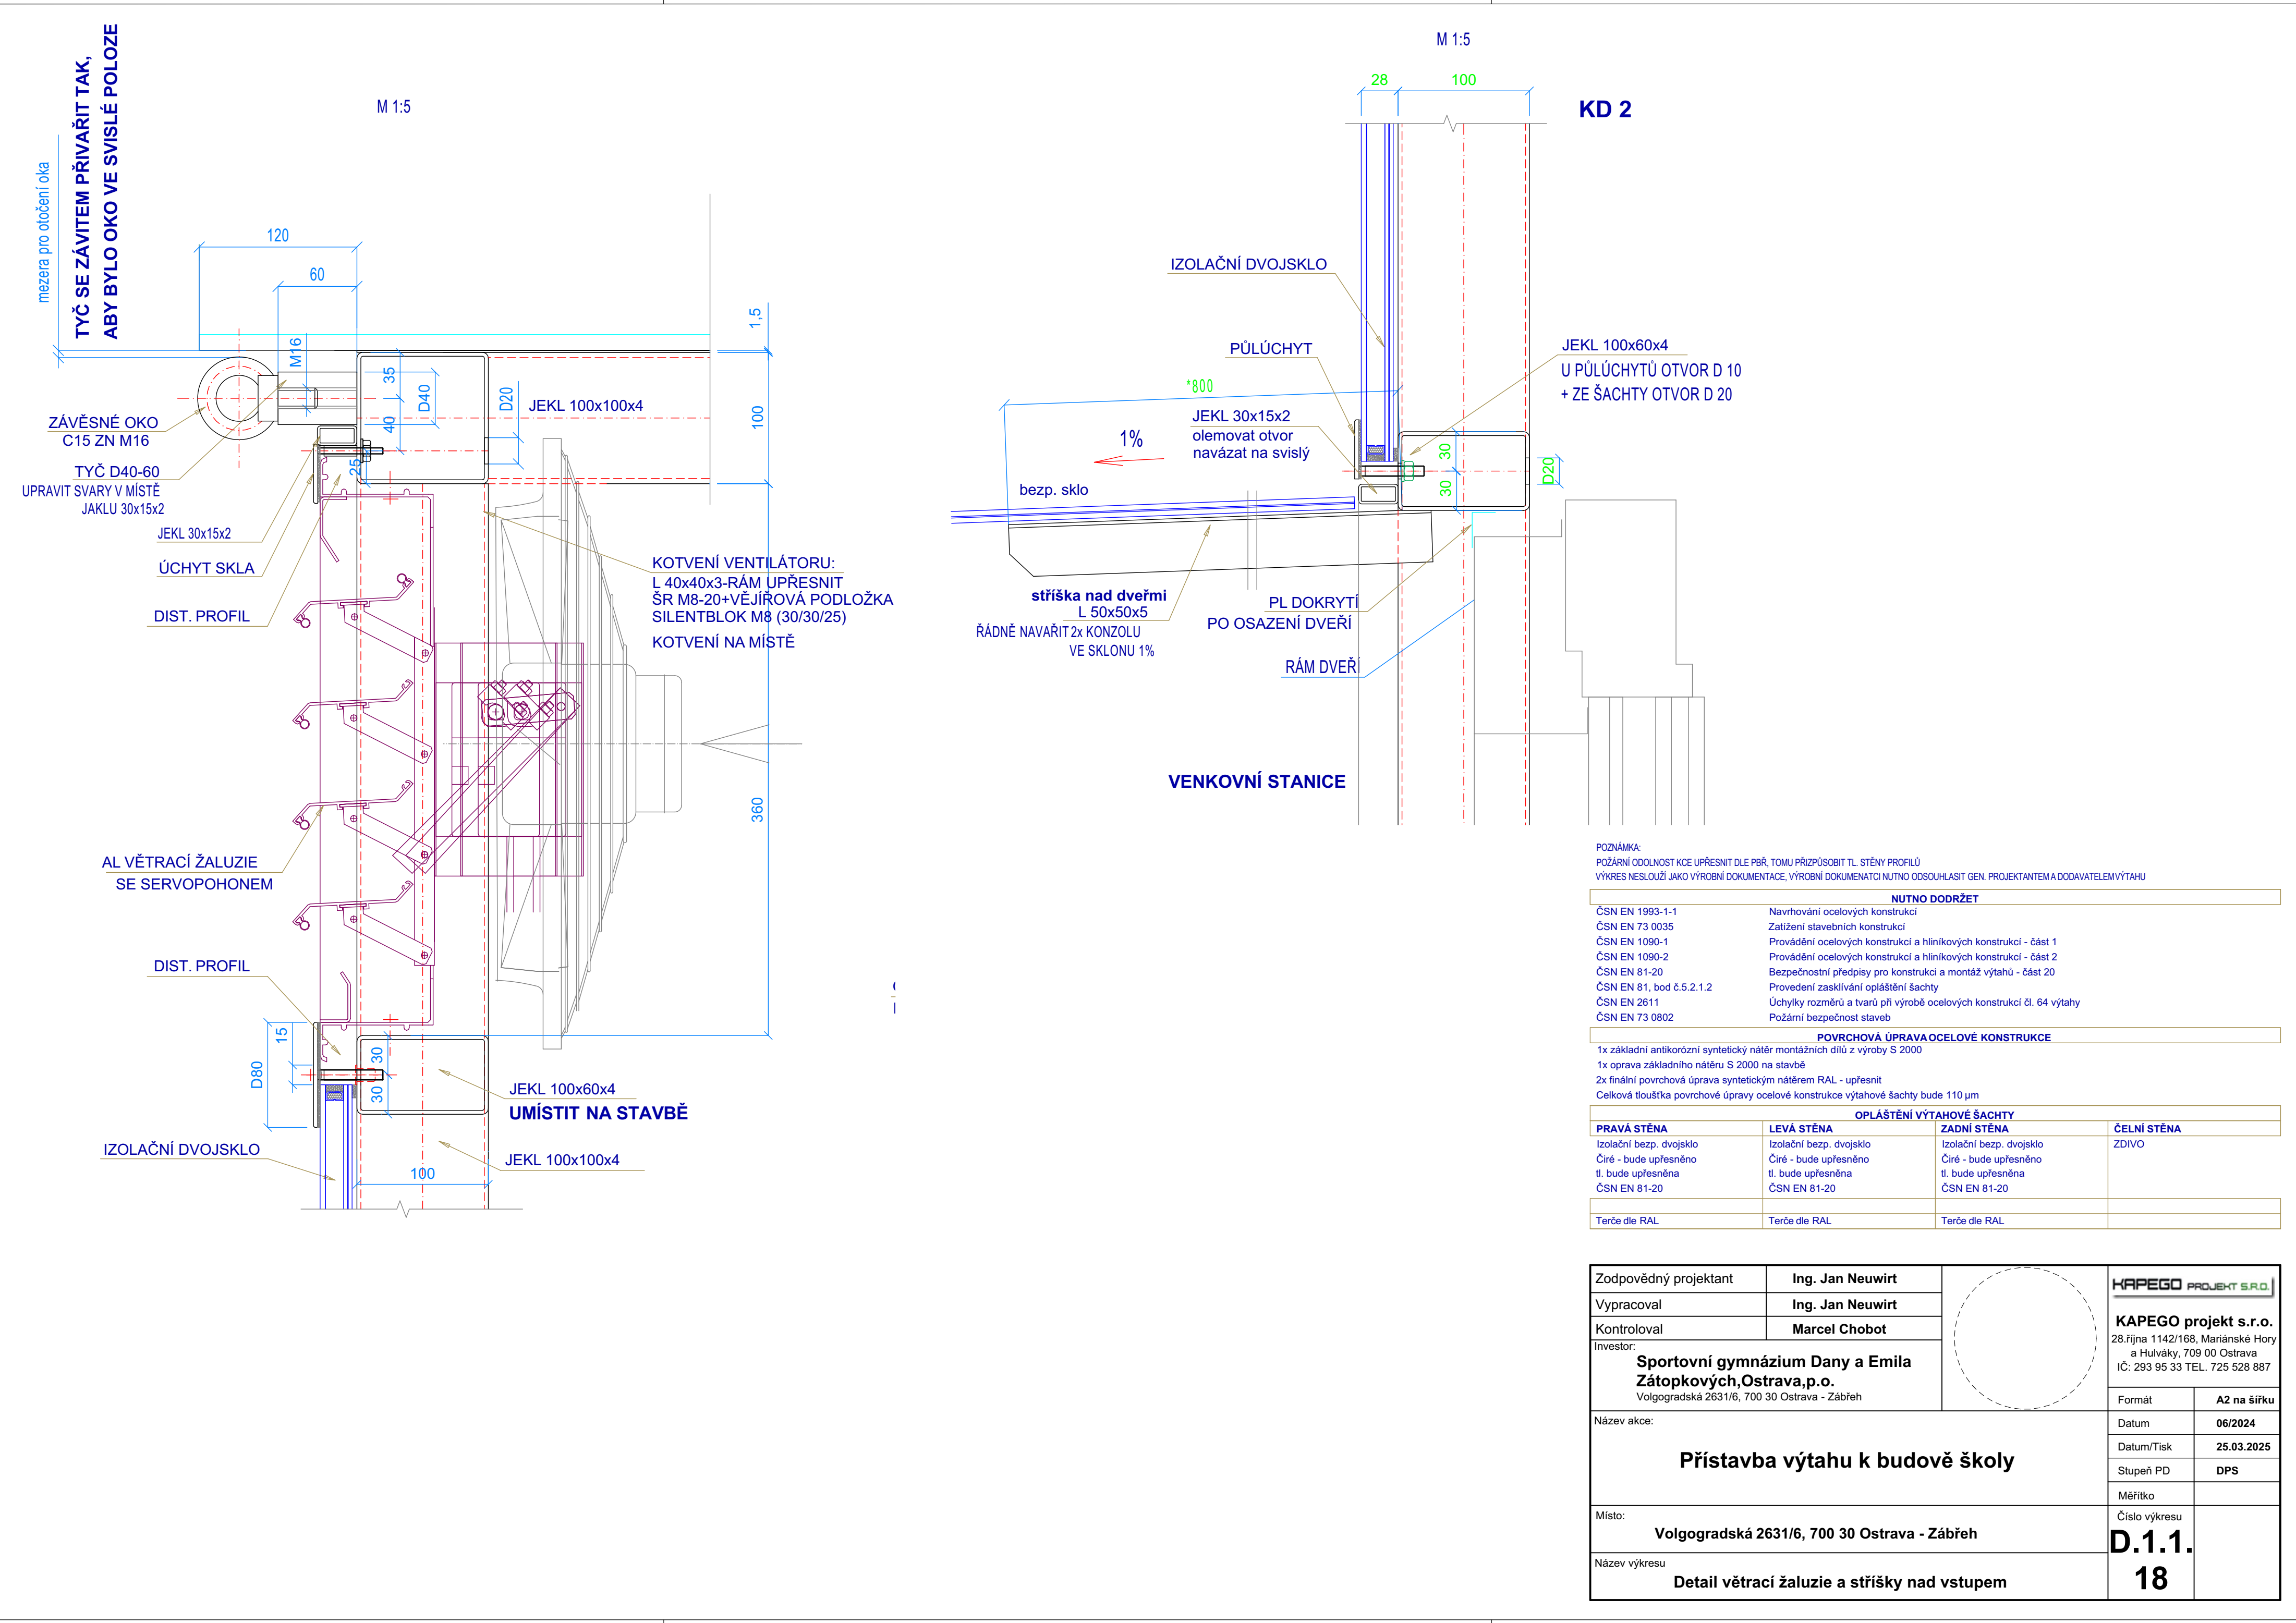 TYČ SE ZÁVITEM PŘIVAŘIT TAK,
ABY BYLO OKO VE SVISLÉ POLOZE
mezera pro otočení oka
M 1:5
120
60
M16
35
40
25
D40
D20
1,5
100
360
JEKL 100x100x4
ZÁVĚSNÉ OKO
C15 ZN M16
TYČ D40-60
UPRAVIT SVARY V MÍSTĚ
JAKLU 30x15x2
JEKL 30x15x2
ÚCHYT SKLA
DIST. PROFIL
KOTVENÍ VENTILÁTORU:
L 40x40x3-RÁM UPŘESNIT
ŠR M8-20+VĚJÍŘOVÁ PODLOŽKA
SILENTBLOK M8 (30/30/25)
KOTVENÍ NA MÍSTĚ
AL VĚTRACÍ ŽALUZIE
SE SERVOPOHONEM
DIST. PROFIL
15
D80
30
30
JEKL 100x60x4
UMÍSTIT NA STAVBĚ
IZOLAČNÍ DVOJSKLO
JEKL 100x100x4
100
M 1:5
28
100
KD 2
IZOLAČNÍ DVOJSKLO
PŮLÚCHYT
JEKL 100x60x4
U PŮLÚCHYTŮ OTVOR D 10
+ ZE ŠACHTY OTVOR D 20
*800
JEKL 30x15x2
olemovat otvor
navázat na svislý
1%
30
30
D20
bezp. sklo
stříška nad dveřmi
L 50x50x5
ŘÁDNĚ NAVAŘIT 2x KONZOLU
VE SKLONU 1%
PL DOKRYTÍ
PO OSAZENÍ DVEŘÍ
RÁM DVEŘÍ
VENKOVNÍ STANICE
POZNÁMKA:
POŽÁRNÍ ODOLNOST KCE UPŘESNIT DLE PBŘ, TOMU PŘIZPŮSOBIT TL. STĚNY PROFILŮ
VÝKRES NESLOUŽÍ JAKO VÝROBNÍ DOKUMENTACE, VÝROBNÍ DOKUMENATCI NUTNO ODSOUHLASIT GEN. PROJEKTANTEM A DODAVATELEM VÝTAHU
NUTNO DODRŽET
ČSN EN 1993-1-1 Navrhování ocelových konstrukcí
ČSN EN 73 0035 Zatížení stavebních konstrukcí
ČSN EN 1090-1 Provádění ocelových konstrukcí a hliníkových konstrukcí - část 1
ČSN EN 1090-2 Provádění ocelových konstrukcí a hliníkových konstrukcí - část 2
ČSN EN 81-20 Bezpečnostní předpisy pro konstrukci a montáž výtahů - část 20
ČSN EN 81, bod č.5.2.1.2 Provedení zasklívání opláštění šachty
ČSN EN 2611 Úchylky rozměrů a tvarů při výrobě ocelových konstrukcí čl. 64 výtahy
ČSN EN 73 0802 Požární bezpečnost staveb
POVRCHOVÁ ÚPRAVA OCELOVÉ KONSTRUKCE
1x základní antikorózní syntetický nátěr montážních dílů z výroby S 2000
1x oprava základního nátěru S 2000 na stavbě
2x finální povrchová úprava syntetickým nátěrem RAL - upřesnit
Celková tloušťka povrchové úpravy ocelové konstrukce výtahové šachty bude 110 µm
OPLÁŠTĚNÍ VÝTAHOVÉ ŠACHTY
PRAVÁ STĚNA LEVÁ STĚNA ZADNÍ STĚNA ČELNÍ STĚNA
Izolační bezp. dvojsklo Izolační bezp. dvojsklo Izolační bezp. dvojsklo ZDIVO
Čiré - bude upřesněno Čiré - bude upřesněno Čiré - bude upřesněno
tl. bude upřesněna tl. bude upřesněna tl. bude upřesněna
ČSN EN 81-20 ČSN EN 81-20 ČSN EN 81-20
Terče dle RAL Terče dle RAL Terče dle RAL
Zodpovědný projektant Ing. Jan Neuwirt
Vypracoval Ing. Jan Neuwirt
Kontroloval Marcel Chobot
Investor:
Sportovní gymnázium Dany a Emila
Zátopkových,Ostrava,p.o.
Volgogradská 2631/6, 700 30 Ostrava - Zábřeh
KAPEGO PROJEKT S.R.O.
KAPEGO projekt s.r.o.
28.října 1142/168, Mariánské Hory
a Hulváky, 709 00 Ostrava
IČ: 293 95 33 TEL. 725 528 887
Formát A2 na šířku
Datum 06/2024
Datum/Tisk 25.03.2025
Stupeň PD DPS
Měřítko
Název akce:
Přístavba výtahu k budově školy
Místo:
Volgogradská 2631/6, 700 30 Ostrava - Zábřeh
Název výkresu
Detail větrací žaluzie a stříšky nad vstupem
Číslo výkresu
D.1.1.
18